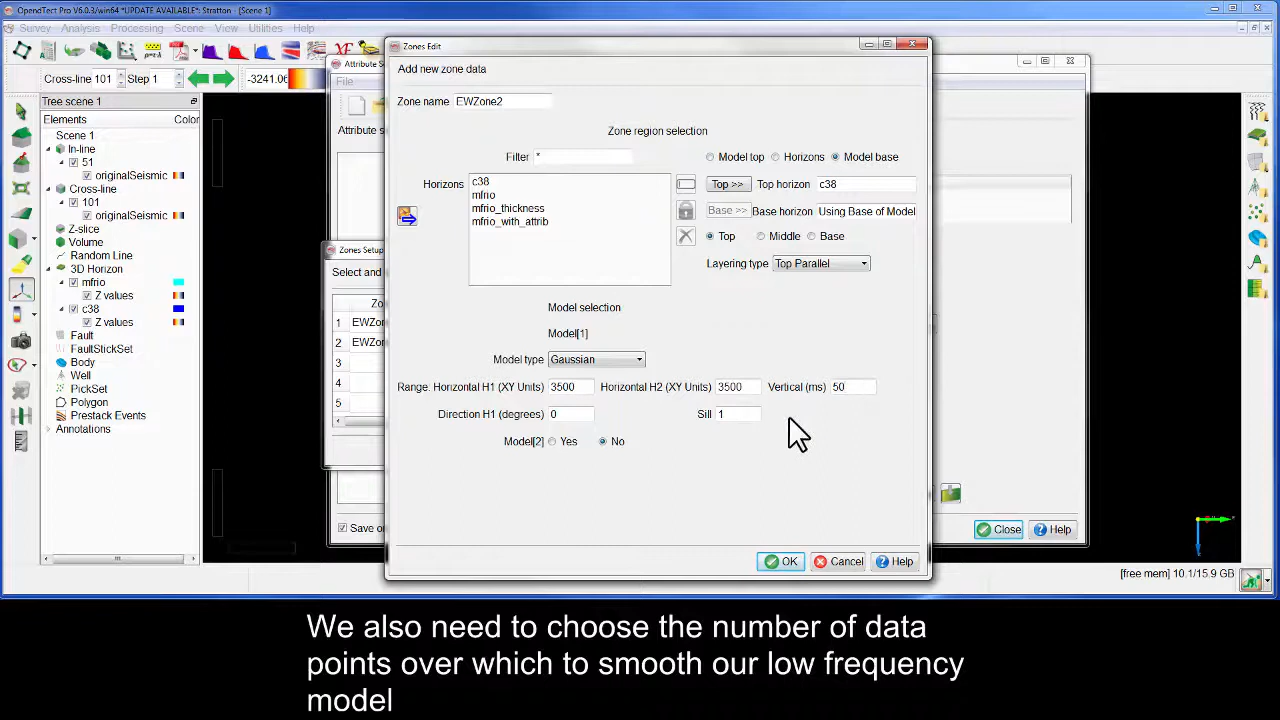 OpendTect Pro V6.0.3/win64 *UPDATE AVAILABLE*: Stratton - [Scene 1]
Survey Analysis Processing Scene View Utilities Help
Cross-line 101 Step 1 -3241.06
Tree scene 1
Elements Color
Scene 1
In-line
51
originalSeismic
Cross-line
101
originalSeismic
Z-slice
Volume
Random Line
3D Horizon
mfrio
Z values
c38
Z values
Fault
FaultStickSet
Body
Well
PickSet
Polygon
Prestack Events
Annotations
Attribute S
File
Attribute s
Zones Setup
Select and
Zo
1 EWZon
2 EWZon
3
4
5
Save on
Close Help
Zones Edit
Add new zone data
Zone name EWZone2
Zone region selection
Filter * Model top Horizons Model base
Horizons c38 Top >> Top horizon c38
mfrio
mfrio_thickness Base >> Base horizon Using Base of Model
mfrio_with_attrib
Top Middle Base
Layering type Top Parallel
Model selection
Model[1]
Model type Gaussian
Range: Horizontal H1 (XY Units) 3500 Horizontal H2 (XY Units) 3500 Vertical (ms) 50
Direction H1 (degrees) 0 Sill 1
Model[2] Yes No
OK Cancel Help
[free mem] 10.1/15.9 GB
We also need to choose the number of data
points over which to smooth our low frequency
model